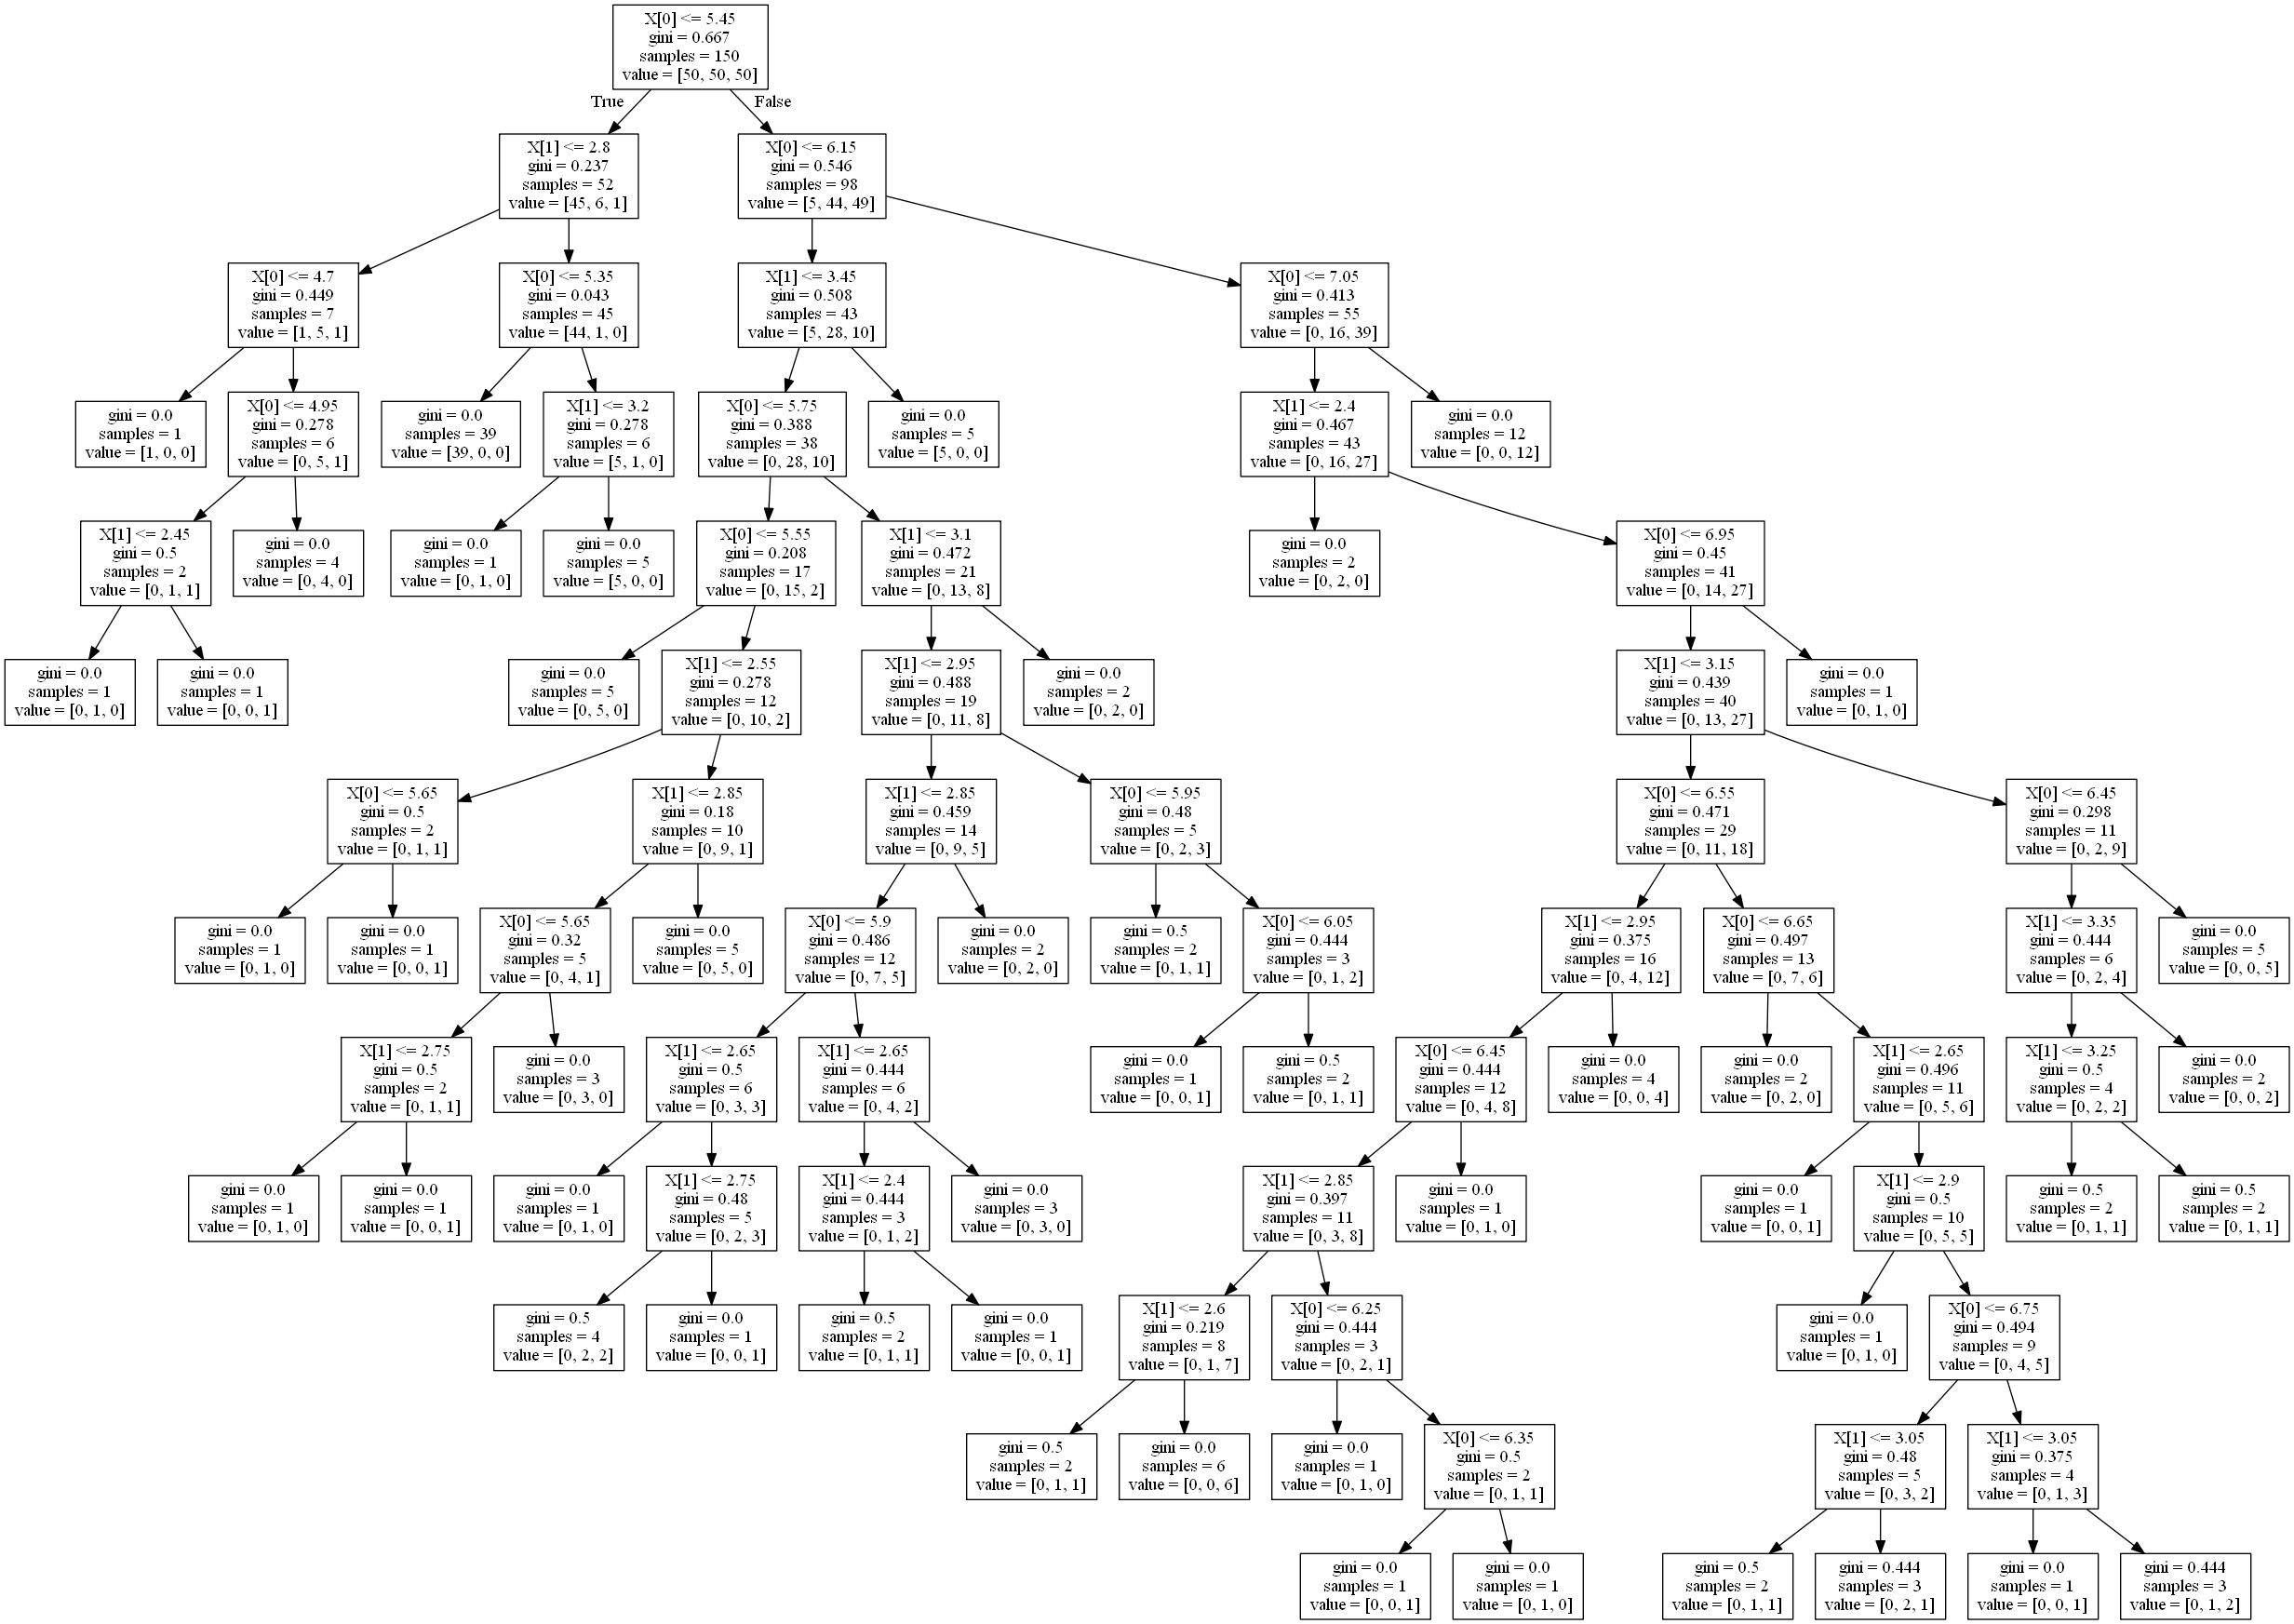 X[0] <= 5.45
gini = 0.667
samples = 150
value = [50, 50, 50]
True
False
X[1] <= 2.8
gini = 0.237
samples = 52
value = [45, 6, 1]
X[0] <= 6.15
gini = 0.546
samples = 98
value = [5, 44, 49]
X[0] <= 4.7
gini = 0.449
samples = 7
value = [1, 5, 1]
X[0] <= 5.35
gini = 0.043
samples = 45
value = [44, 1, 0]
X[1] <= 3.45
gini = 0.508
samples = 43
value = [5, 28, 10]
X[0] <= 7.05
gini = 0.413
samples = 55
value = [0, 16, 39]
gini = 0.0
samples = 1
value = [1, 0, 0]
X[0] <= 4.95
gini = 0.278
samples = 6
value = [0, 5, 1]
gini = 0.0
samples = 39
value = [39, 0, 0]
X[1] <= 3.2
gini = 0.278
samples = 6
value = [5, 1, 0]
X[0] <= 5.75
gini = 0.388
samples = 38
value = [0, 28, 10]
gini = 0.0
samples = 5
value = [5, 0, 0]
X[1] <= 2.4
gini = 0.467
samples = 43
value = [0, 16, 27]
gini = 0.0
samples = 12
value = [0, 0, 12]
X[1] <= 2.45
gini = 0.5
samples = 2
value = [0, 1, 1]
gini = 0.0
samples = 4
value = [0, 4, 0]
gini = 0.0
samples = 1
value = [0, 1, 0]
gini = 0.0
samples = 5
value = [5, 0, 0]
X[0] <= 5.55
gini = 0.208
samples = 17
value = [0, 15, 2]
X[1] <= 3.1
gini = 0.472
samples = 21
value = [0, 13, 8]
gini = 0.0
samples = 2
value = [0, 2, 0]
X[0] <= 6.95
gini = 0.45
samples = 41
value = [0, 14, 27]
gini = 0.0
samples = 1
value = [0, 1, 0]
gini = 0.0
samples = 1
value = [0, 0, 1]
gini = 0.0
samples = 5
value = [0, 5, 0]
X[1] <= 2.55
gini = 0.278
samples = 12
value = [0, 10, 2]
X[1] <= 2.95
gini = 0.488
samples = 19
value = [0, 11, 8]
gini = 0.0
samples = 2
value = [0, 2, 0]
X[1] <= 3.15
gini = 0.439
samples = 40
value = [0, 13, 27]
gini = 0.0
samples = 1
value = [0, 1, 0]
X[0] <= 5.65
gini = 0.5
samples = 2
value = [0, 1, 1]
X[1] <= 2.85
gini = 0.18
samples = 10
value = [0, 9, 1]
X[1] <= 2.85
gini = 0.459
samples = 14
value = [0, 9, 5]
X[0] <= 5.95
gini = 0.48
samples = 5
value = [0, 2, 3]
X[0] <= 6.55
gini = 0.471
samples = 29
value = [0, 11, 18]
X[0] <= 6.45
gini = 0.298
samples = 11
value = [0, 2, 9]
gini = 0.0
samples = 1
value = [0, 1, 0]
gini = 0.0
samples = 1
value = [0, 0, 1]
X[0] <= 5.65
gini = 0.32
samples = 5
value = [0, 4, 1]
gini = 0.0
samples = 5
value = [0, 5, 0]
X[0] <= 5.9
gini = 0.486
samples = 12
value = [0, 7, 5]
gini = 0.0
samples = 2
value = [0, 2, 0]
gini = 0.5
samples = 2
value = [0, 1, 1]
X[0] <= 6.05
gini = 0.444
samples = 3
value = [0, 1, 2]
X[1] <= 2.95
gini = 0.375
samples = 16
value = [0, 4, 12]
X[0] <= 6.65
gini = 0.497
samples = 13
value = [0, 7, 6]
X[1] <= 3.35
gini = 0.444
samples = 6
value = [0, 2, 4]
gini = 0.0
samples = 5
value = [0, 0, 5]
X[1] <= 2.75
gini = 0.5
samples = 2
value = [0, 1, 1]
gini = 0.0
samples = 3
value = [0, 3, 0]
X[1] <= 2.65
gini = 0.5
samples = 6
value = [0, 3, 3]
X[1] <= 2.65
gini = 0.444
samples = 6
value = [0, 4, 2]
gini = 0.0
samples = 1
value = [0, 0, 1]
gini = 0.5
samples = 2
value = [0, 1, 1]
X[0] <= 6.45
gini = 0.444
samples = 12
value = [0, 4, 8]
gini = 0.0
samples = 4
value = [0, 0, 4]
gini = 0.0
samples = 2
value = [0, 2, 0]
X[1] <= 2.65
gini = 0.496
samples = 11
value = [0, 5, 6]
X[1] <= 3.25
gini = 0.5
samples = 4
value = [0, 2, 2]
gini = 0.0
samples = 2
value = [0, 0, 2]
gini = 0.0
samples = 1
value = [0, 1, 0]
gini = 0.0
samples = 1
value = [0, 0, 1]
gini = 0.0
samples = 1
value = [0, 1, 0]
X[1] <= 2.75
gini = 0.48
samples = 5
value = [0, 2, 3]
X[1] <= 2.4
gini = 0.444
samples = 3
value = [0, 1, 2]
gini = 0.0
samples = 3
value = [0, 3, 0]
X[1] <= 2.85
gini = 0.397
samples = 11
value = [0, 3, 8]
gini = 0.0
samples = 1
value = [0, 1, 0]
gini = 0.0
samples = 1
value = [0, 0, 1]
X[1] <= 2.9
gini = 0.5
samples = 10
value = [0, 5, 5]
gini = 0.5
samples = 2
value = [0, 1, 1]
gini = 0.5
samples = 2
value = [0, 1, 1]
gini = 0.5
samples = 4
value = [0, 2, 2]
gini = 0.0
samples = 1
value = [0, 0, 1]
gini = 0.5
samples = 2
value = [0, 1, 1]
gini = 0.0
samples = 1
value = [0, 0, 1]
X[1] <= 2.6
gini = 0.219
samples = 8
value = [0, 1, 7]
X[0] <= 6.25
gini = 0.444
samples = 3
value = [0, 2, 1]
gini = 0.0
samples = 1
value = [0, 1, 0]
X[0] <= 6.75
gini = 0.494
samples = 9
value = [0, 4, 5]
gini = 0.5
samples = 2
value = [0, 1, 1]
gini = 0.0
samples = 6
value = [0, 0, 6]
gini = 0.0
samples = 1
value = [0, 1, 0]
X[0] <= 6.35
gini = 0.5
samples = 2
value = [0, 1, 1]
X[1] <= 3.05
gini = 0.48
samples = 5
value = [0, 3, 2]
X[1] <= 3.05
gini = 0.375
samples = 4
value = [0, 1, 3]
gini = 0.0
samples = 1
value = [0, 0, 1]
gini = 0.0
samples = 1
value = [0, 1, 0]
gini = 0.5
samples = 2
value = [0, 1, 1]
gini = 0.444
samples = 3
value = [0, 2, 1]
gini = 0.0
samples = 1
value = [0, 0, 1]
gini = 0.444
samples = 3
value = [0, 1, 2]